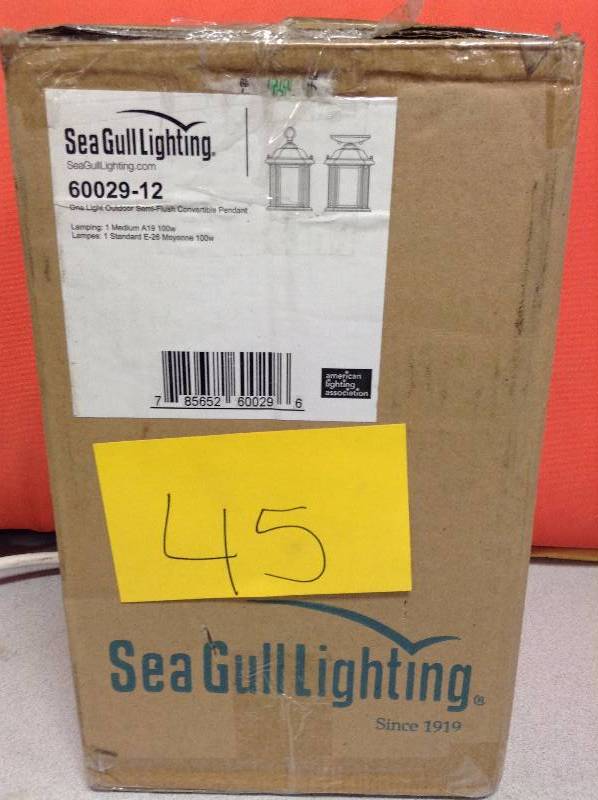 Sea Gull Lighting®
SeaGullLighting.com
60029-12
One Light Outdoor Semi-Flush Convertible Pendant
Lamping: 1 Medium A19 100w
Lampes: 1 Standard E-26 Moyenne 100w
7 85652 60029 6
american
lighting
association
45
Sea Gull Lighting®
Since 1919